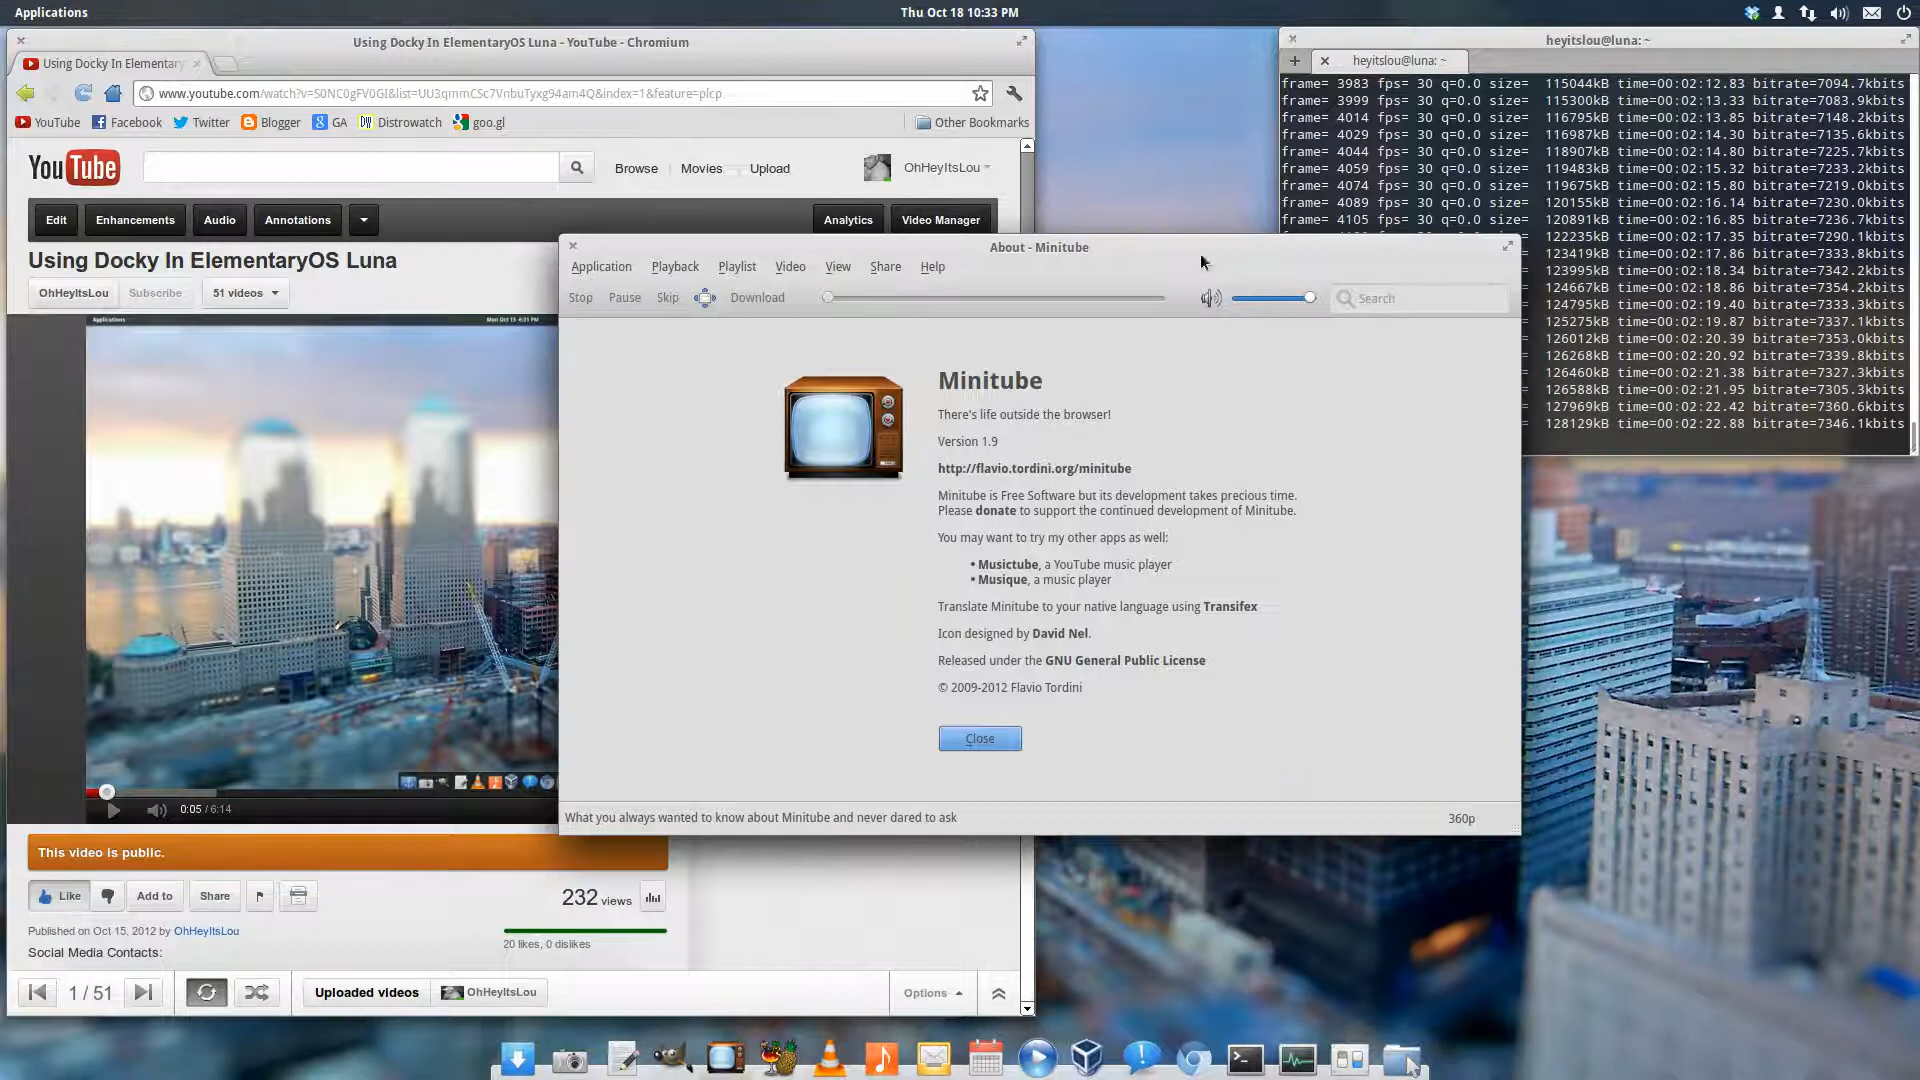 Applications
Thu Oct 18 10:33 PM
Using Docky In ElementaryOS Luna - YouTube - Chromium
Using Docky In Elementary
www.youtube.com/watch?v=S0NC0gFV0GI&list=UU3qmmCSc7VnbuTyxg94am4Q&index=1&feature=plcp
YouTube Facebook Twitter Blogger GA Distrowatch goo.gl Other Bookmarks
YouTube Browse Movies Upload OhHeyItsLou
Edit Enhancements Audio Annotations Analytics Video Manager
Using Docky In ElementaryOS Luna
OhHeyItsLou Subscribe 51 videos
Applications
0:05 / 6:14
This video is public.
Like Add to Share 232 views
Published on Oct 15, 2012 by OhHeyItsLou
20 likes, 0 dislikes
Social Media Contacts:
1 / 51 Uploaded videos OhHeyItsLou Options
About - Minitube
Application Playback Playlist Video View Share Help
Stop Pause Skip Download Search
Minitube
There's life outside the browser!
Version 1.9
http://flavio.tordini.org/minitube
Minitube is Free Software but its development takes precious time.
Please donate to support the continued development of Minitube.
You may want to try my other apps as well:
• Musictube, a YouTube music player
• Musique, a music player
Translate Minitube to your native language using Transifex
Icon designed by David Nel.
Released under the GNU General Public License
© 2009-2012 Flavio Tordini
Close
What you always wanted to know about Minitube and never dared to ask
360p
heyitslou@luna: ~
heyitslou@luna: ~
frame= 3983 fps= 30 q=0.0 size= 115044kB time=00:02:12.83 bitrate=7094.7kbits
frame= 3999 fps= 30 q=0.0 size= 115300kB time=00:02:13.33 bitrate=7083.9kbits
frame= 4014 fps= 30 q=0.0 size= 116795kB time=00:02:13.85 bitrate=7148.2kbits
frame= 4029 fps= 30 q=0.0 size= 116987kB time=00:02:14.30 bitrate=7135.6kbits
frame= 4044 fps= 30 q=0.0 size= 118907kB time=00:02:14.80 bitrate=7225.7kbits
frame= 4059 fps= 30 q=0.0 size= 119483kB time=00:02:15.32 bitrate=7233.2kbits
frame= 4074 fps= 30 q=0.0 size= 119675kB time=00:02:15.80 bitrate=7219.0kbits
frame= 4089 fps= 30 q=0.0 size= 120155kB time=00:02:16.14 bitrate=7230.0kbits
frame= 4105 fps= 30 q=0.0 size= 120891kB time=00:02:16.85 bitrate=7236.7kbits
= 122235kB time=00:02:17.35 bitrate=7290.1kbits
= 123419kB time=00:02:17.86 bitrate=7333.8kbits
= 123995kB time=00:02:18.34 bitrate=7342.2kbits
= 124667kB time=00:02:18.86 bitrate=7354.2kbits
= 124795kB time=00:02:19.40 bitrate=7333.3kbits
= 125275kB time=00:02:19.87 bitrate=7337.1kbits
= 126012kB time=00:02:20.39 bitrate=7353.0kbits
= 126268kB time=00:02:20.92 bitrate=7339.8kbits
= 126460kB time=00:02:21.38 bitrate=7327.3kbits
= 126588kB time=00:02:21.95 bitrate=7305.3kbits
= 127969kB time=00:02:22.42 bitrate=7360.6kbits
= 128129kB time=00:02:22.88 bitrate=7346.1kbits